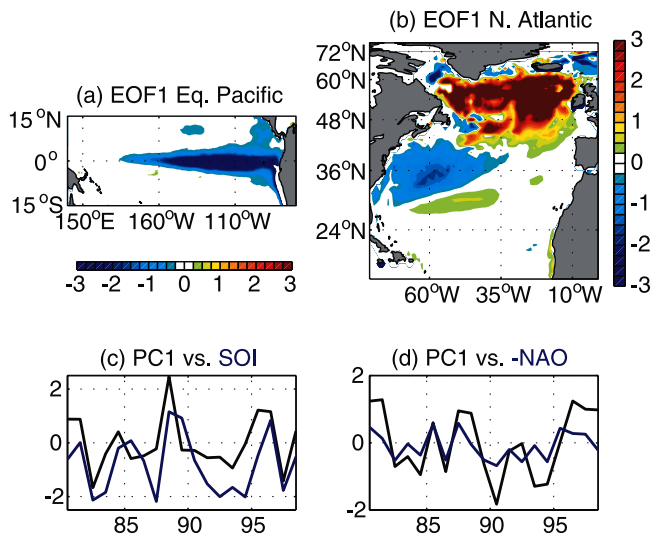 (a) EOF1 Eq. Pacific
15°N
0°
15°S
150°E 160°W 110°W
-3 -2 -1 0 1 2 3
(b) EOF1 N. Atlantic
72°N
60°N
48°N
36°N
24°N
60°W 35°W 10°W
3
2
1
0
-1
-2
-3
(c) PC1 vs. SOI
2
0
-2
85 90 95
(d) PC1 vs. -NAO
2
0
-2
85 90 95